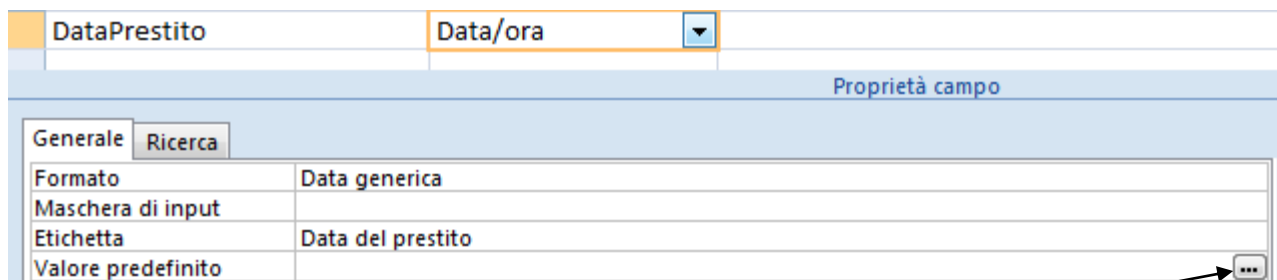 DataPrestito Data/ora
Proprietà campo
Generale Ricerca
Formato Data generica
Maschera di input
Etichetta Data del prestito
Valore predefinito ...